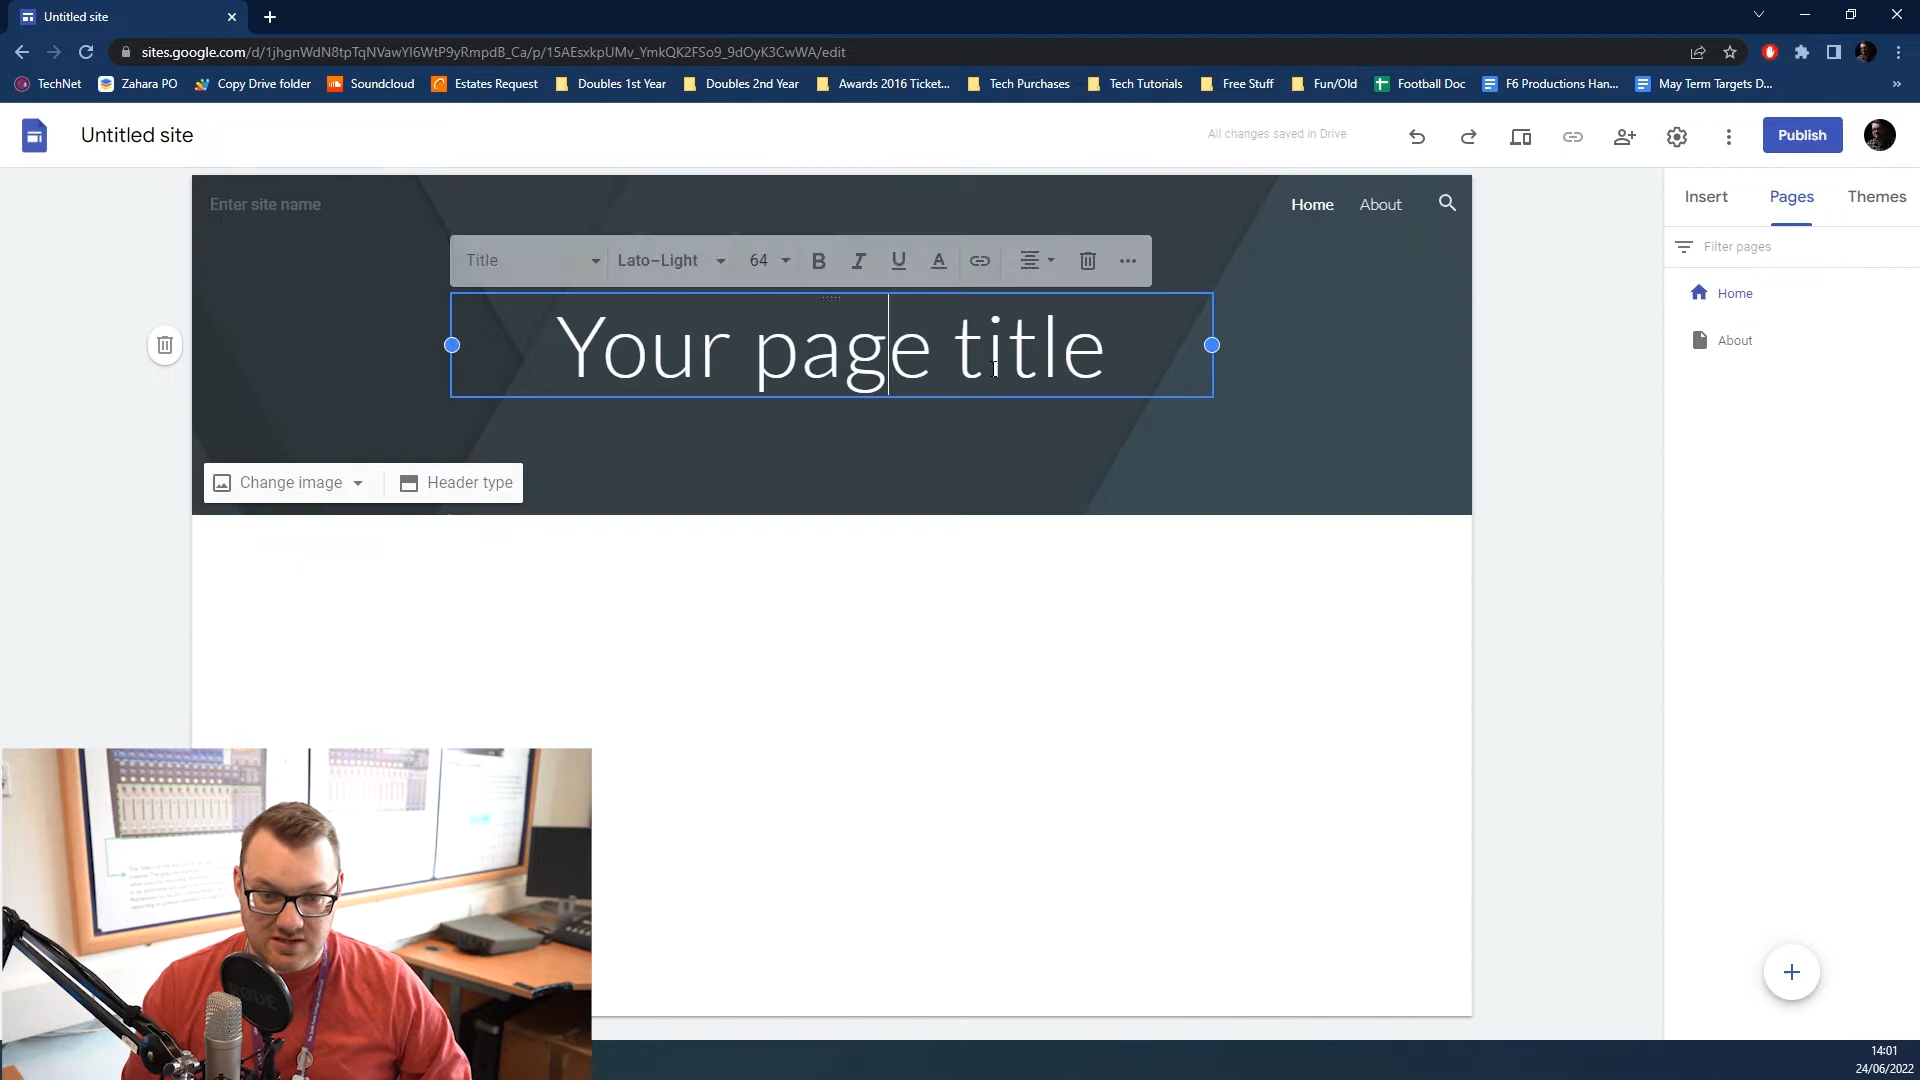 Untitled site
sites.google.com/d/1jhgnWdN8tpTqNVawYl6WtP9yRmpdB_Ca/p/15AEsxkpUMv_YmkQK2FSo9_9dOyK3CwWA/edit
TechNet Zahara PO Copy Drive folder Soundcloud Estates Request Doubles 1st Year Doubles 2nd Year Awards 2016 Ticket... Tech Purchases Tech Tutorials Free Stuff Fun/Old Football Doc F6 Productions Han... May Term Targets D... »
Untitled site All changes saved in Drive Publish
Insert Pages Themes
Enter site name Home About
Filter pages
Title Lato-Light 64 B I U A
Home
Your page title
About
Change image Header type
RODE
14:01
24/06/2022